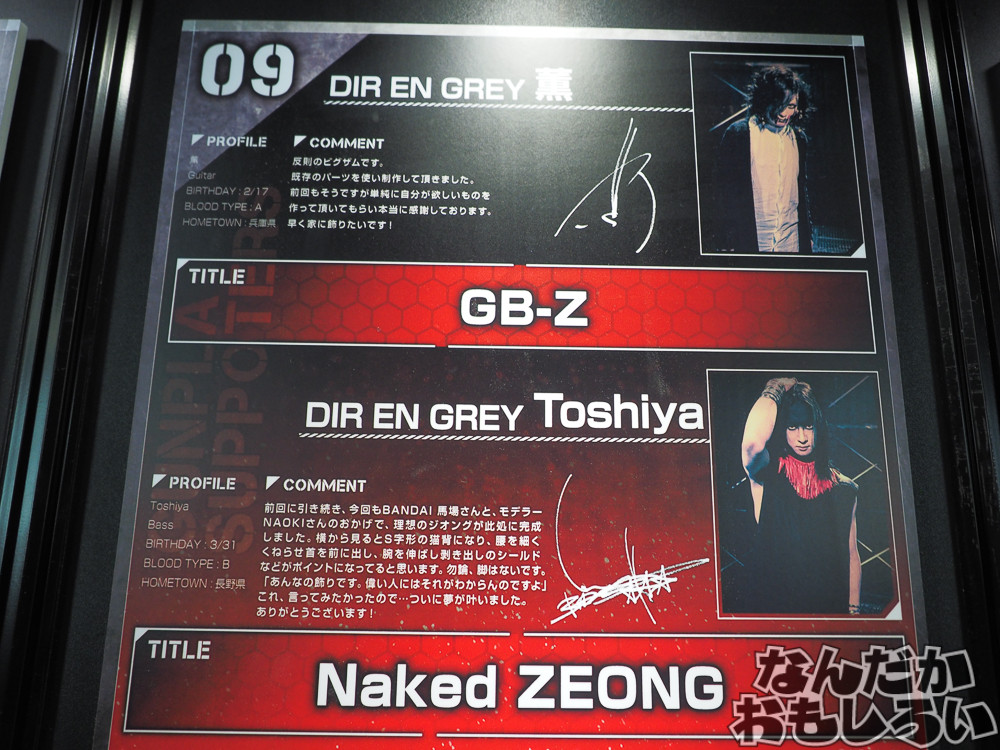 09
DIR EN GREY 薫
PROFILE
薫
Guitar
BIRTHDAY : 2/17
BLOOD TYPE : A
HOMETOWN : 兵庫県
COMMENT
反則のビグザムです。
既存のパーツを使い制作して頂きました。
前回もそうですが単純に自分が欲しいものを
作って頂いてもらい本当に感謝しております。
早く家に飾りたいです!
TITLE
GB-Z
GUNPLA
SUPPORTERS
DIR EN GREY Toshiya
PROFILE
Toshiya
Bass
BIRTHDAY : 3/31
BLOOD TYPE : B
HOMETOWN : 長野県
COMMENT
前回に引き続き、今回もBANDAI 馬場さんと、モデラー
NAOKIさんのおかげで、理想のジオングが此処に完成
しました。横から見るとS字形の猫背になり、腰を細く
くねらせ首を前に出し、腕を伸ばし剥き出しのシールド
などがポイントになってると思います。勿論、脚はないです。
「あんなの飾りです。偉い人にはそれがわからんのですよ」
これ、言ってみたかったので…ついに夢が叶いました。
ありがとうございます!
TITLE
Naked ZEONG
なんだか
おもしろい